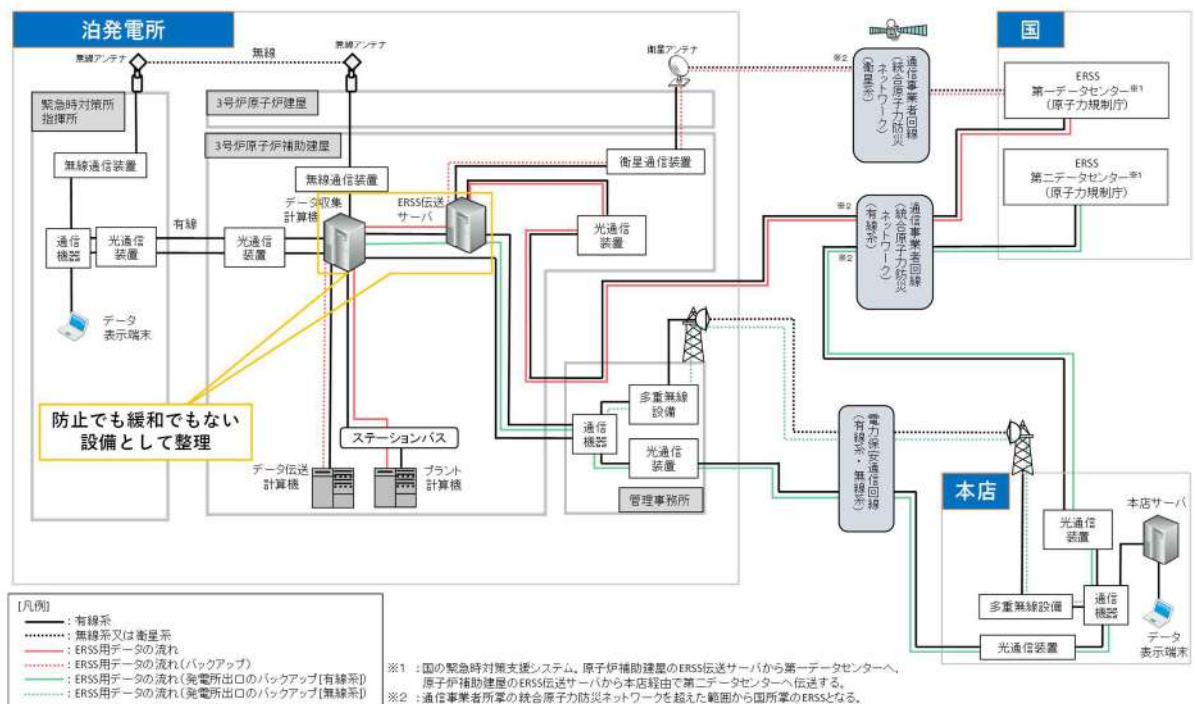 泊発電所
無線アンテナ
無線
無線アンテナ
衛星アンテナ
緊急時対策所
指揮所
3号炉原子炉建屋
3号炉原子炉補助建屋
無線通信装置
無線通信装置
衛星通信装置
データ収集
計算機
ERSS伝送
サーバ
有線
通信
機器
光通信
装置
光通信
装置
光通信
装置
データ
表示端末
防止でも緩和でもない
設備として整理
ステーションバス
データ伝送
計算機
プラント
計算機
多重無線
設備
通信
機器
光通信
装置
管理事務所
※2
通信事業者回線
(統合原子力防災
ネットワーク)
(衛星系)
※2
※2
通信事業者回線
(統合原子力防災
ネットワーク)
(有線系)
電力保安通信回線
(有線系・無線系)
国
ERSS
第一データセンター※1
(原子力規制庁)
ERSS
第二データセンター※1
(原子力規制庁)
本店
本店サーバ
光通信
装置
多重無線設備
通信
機器
光通信装置
データ
表示端末
[凡例]
:有線系
:無線系又は衛星系
:ERSS用データの流れ
:ERSS用データの流れ(バックアップ)
:ERSS用データの流れ(発電所出口のバックアップ[有線系])
:ERSS用データの流れ(発電所出口のバックアップ[無線系])
※1 :国の緊急時対策支援システム。原子炉補助建屋のERSS伝送サーバから第一データセンターへ、
原子炉補助建屋のERSS伝送サーバから本店経由で第二データセンターへ伝送する。
※2 :通信事業者所掌の統合原子力防災ネットワークを超えた範囲から国所掌のERSSとなる。